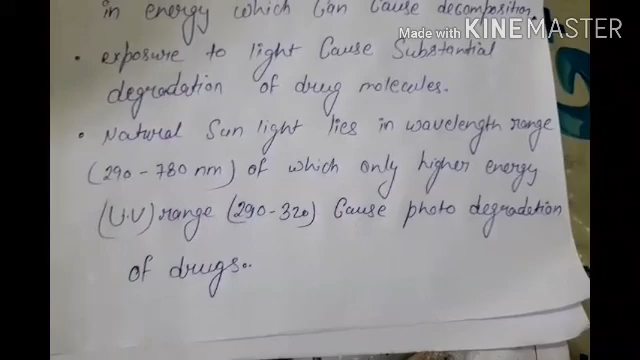 in energy which Can Cause decomposition
Made with KINEMASTER
• exposure to light Cause Substantial
degradation of drug molecules.
• Natural Sun light lies in wavelength range
(290 - 780 nm) of which only higher energy
(U.V) range (290-320) Cause photo degradation
of drugs..